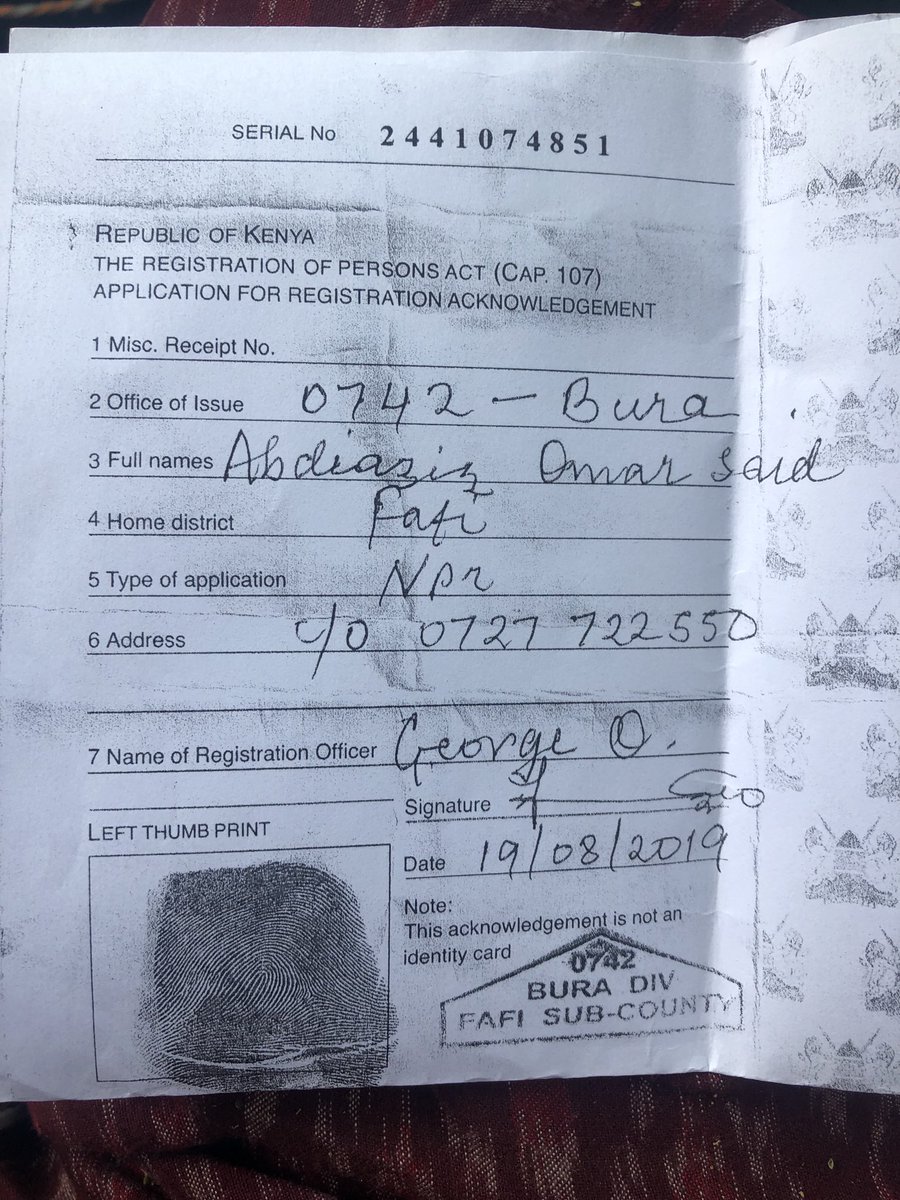 SERIAL No 2441074851
REPUBLIC OF KENYA
THE REGISTRATION OF PERSONS ACT (CAP. 107)
APPLICATION FOR REGISTRATION ACKNOWLEDGEMENT
1 Misc. Receipt No.
2 Office of Issue 0742 – Bura
3 Full names Abdiaziz Omar Said
4 Home district Fafi
5 Type of application NPR
6 Address c/o 0727 722550
7 Name of Registration Officer George O.
Signature
LEFT THUMB PRINT
Date 19/08/2019
Note:
This acknowledgement is not an
identity card
0742
BURA DIV
FAFI SUB-COUNTY